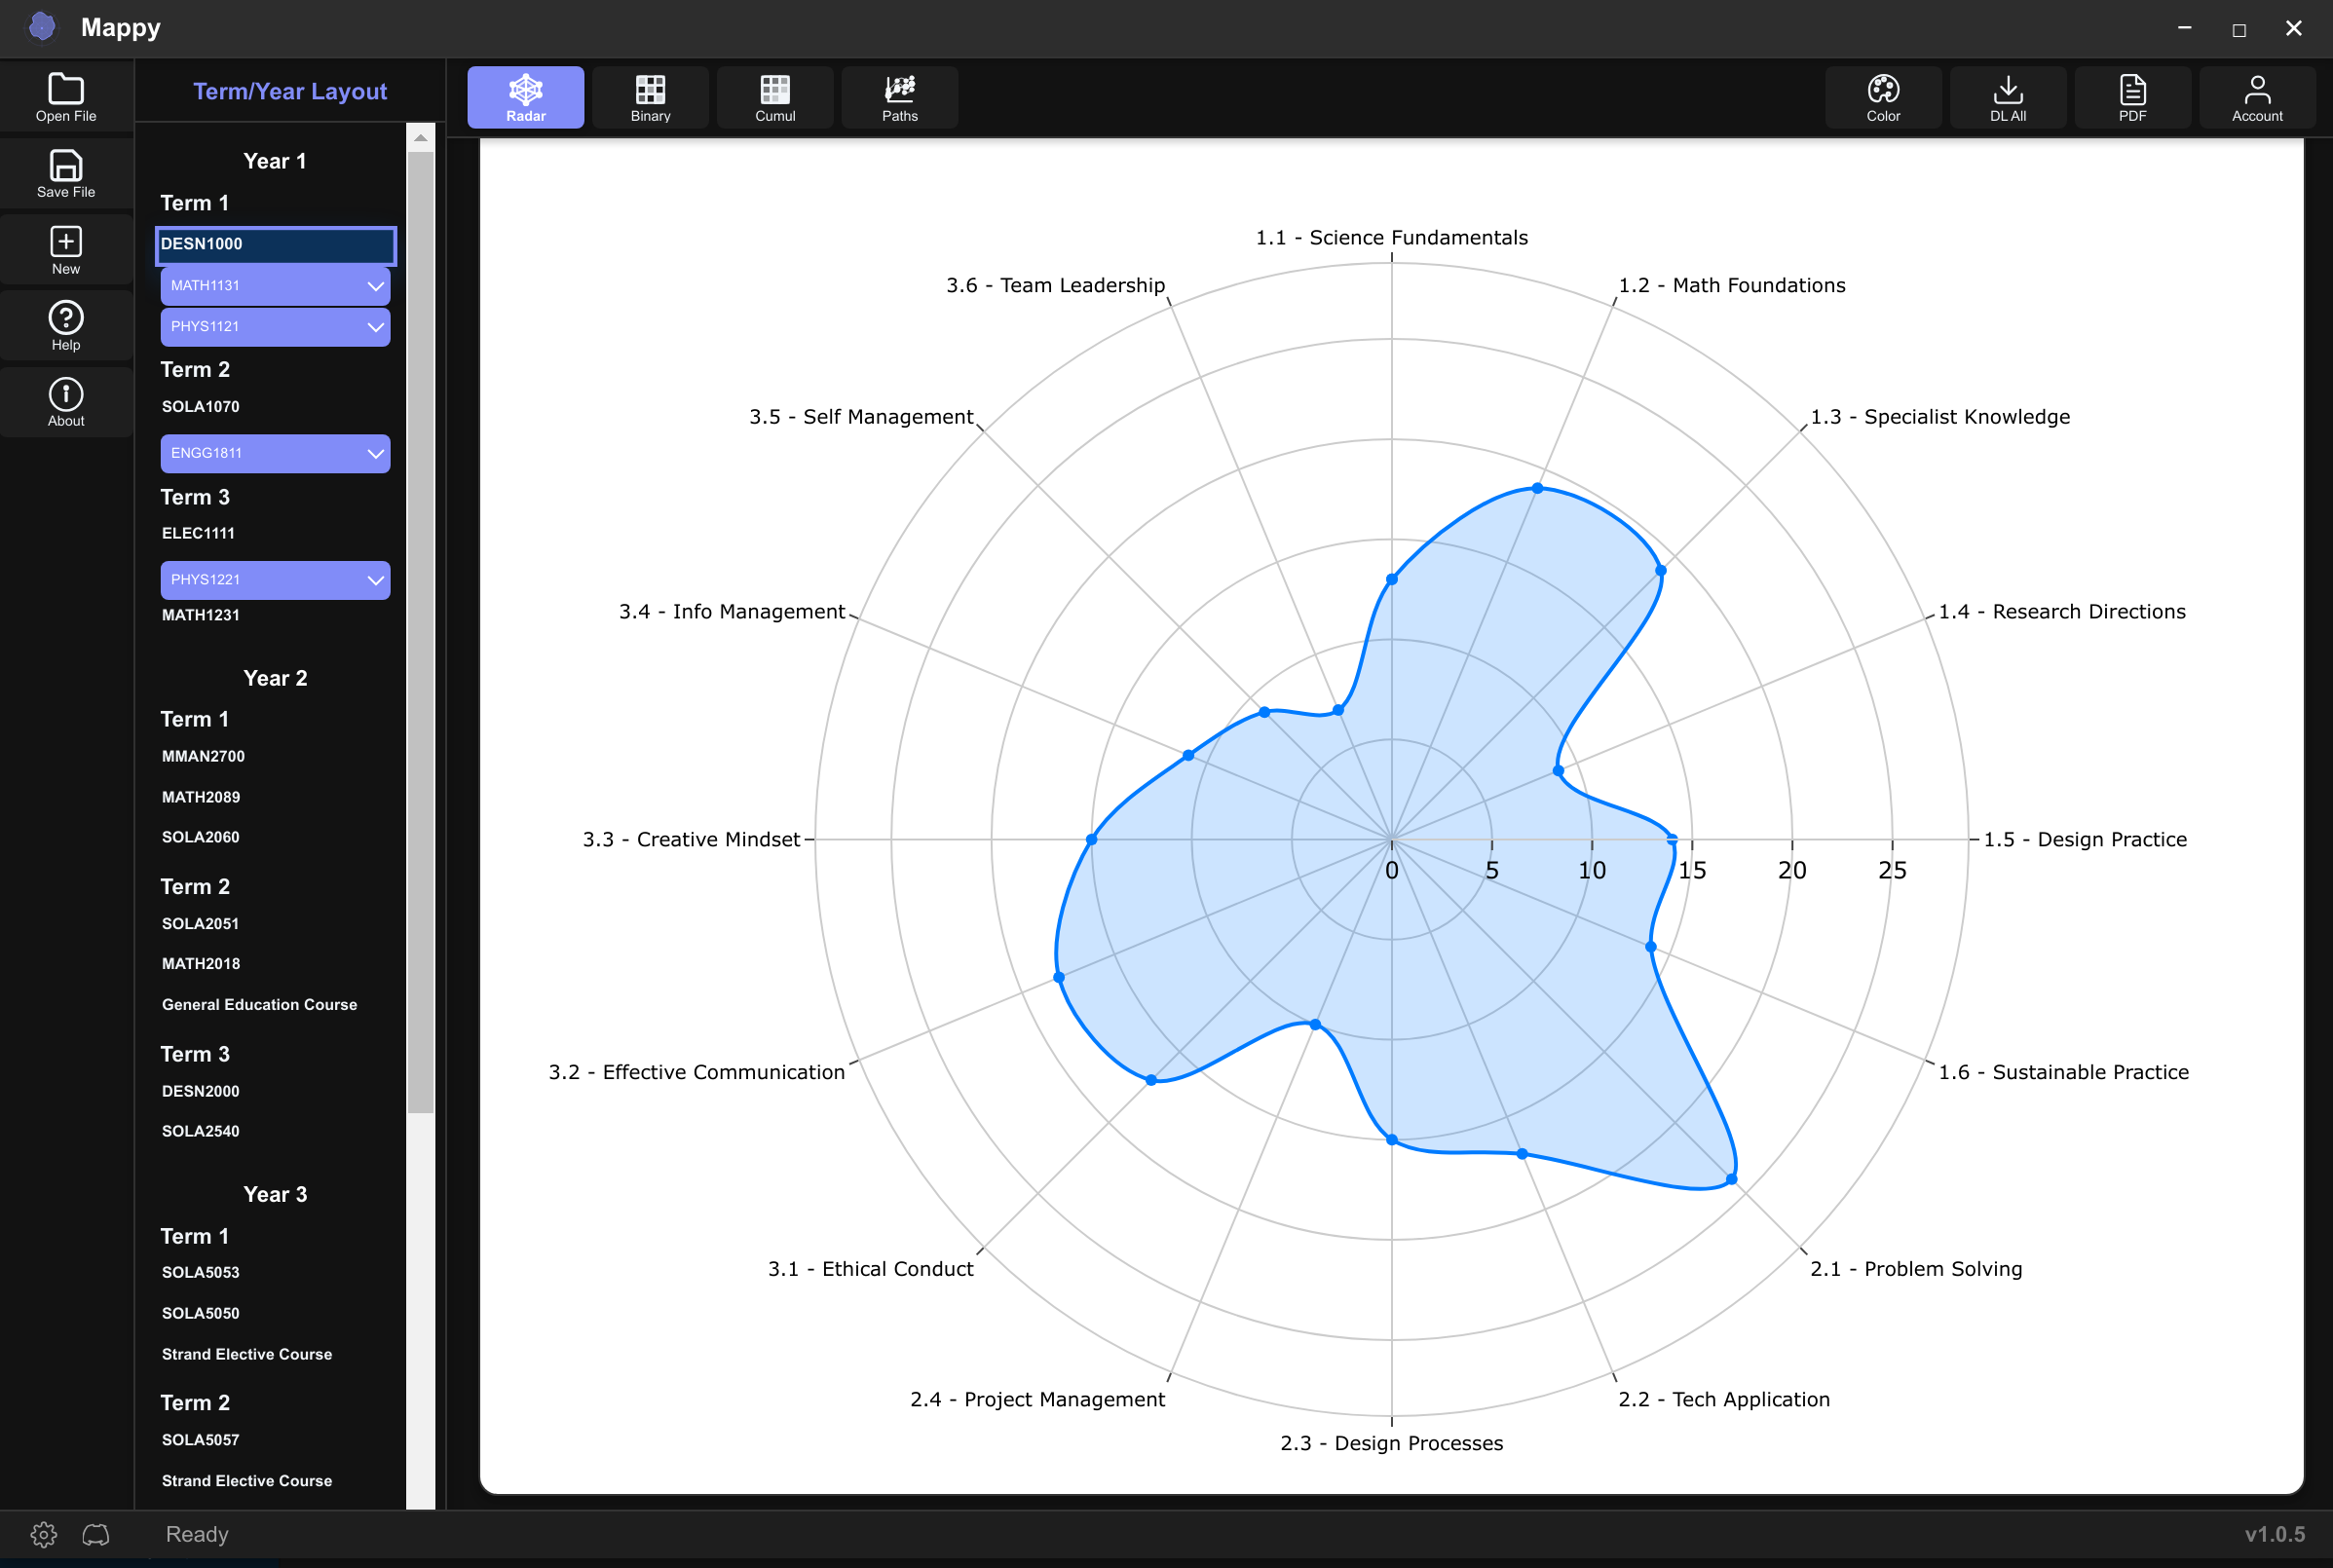 Mappy
Open File
Save File
New
Help
About
Term/Year Layout
Year 1
Term 1
DESN1000
MATH1131
PHYS1121
Term 2
SOLA1070
ENGG1811
Term 3
ELEC1111
PHYS1221
MATH1231
Year 2
Term 1
MMAN2700
MATH2089
SOLA2060
Term 2
SOLA2051
MATH2018
General Education Course
Term 3
DESN2000
SOLA2540
Year 3
Term 1
SOLA5053
SOLA5050
Strand Elective Course
Term 2
SOLA5057
Strand Elective Course
Radar
Binary
Cumul
Paths
Color
DL All
PDF
Account
1.1 - Science Fundamentals
1.2 - Math Foundations
1.3 - Specialist Knowledge
1.4 - Research Directions
1.5 - Design Practice
1.6 - Sustainable Practice
2.1 - Problem Solving
2.2 - Tech Application
2.3 - Design Processes
2.4 - Project Management
3.1 - Ethical Conduct
3.2 - Effective Communication
3.3 - Creative Mindset
3.4 - Info Management
3.5 - Self Management
3.6 - Team Leadership
0 5 10 15 20 25
Ready
v1.0.5